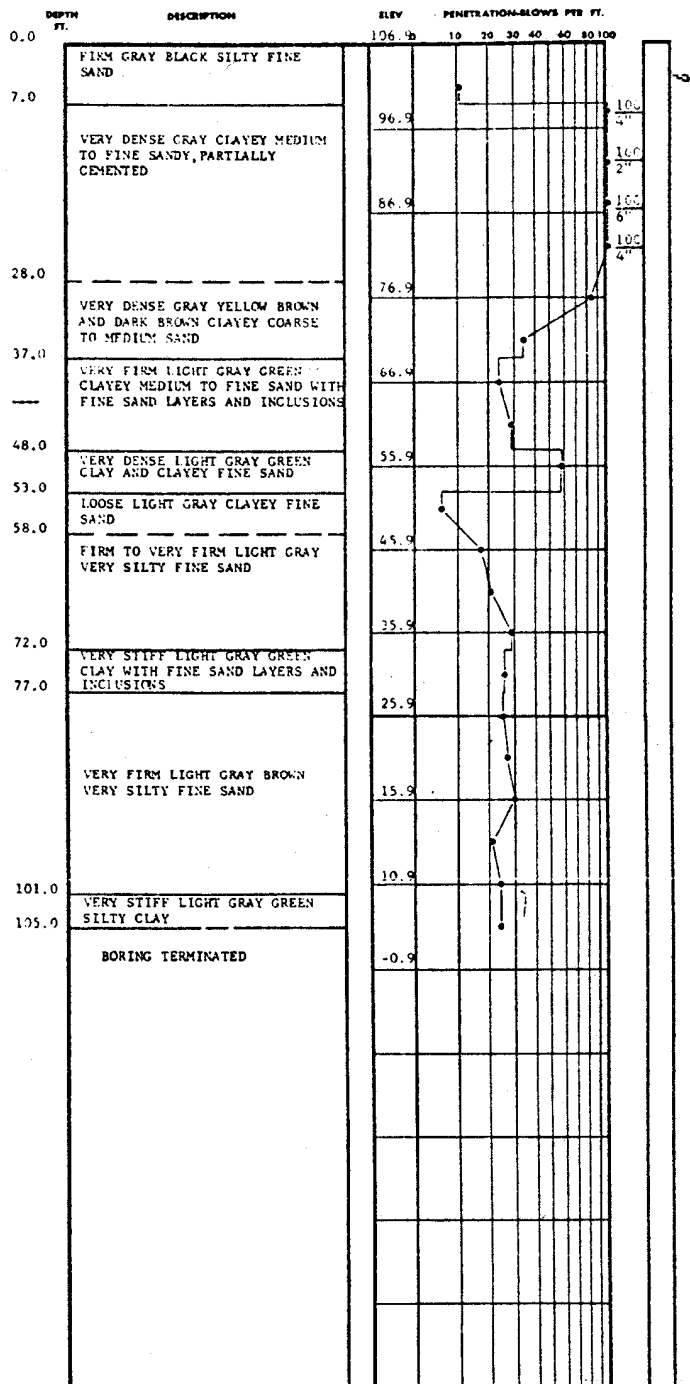 DEPTH FT. DESCRIPTION ELEV PENETRATION-BLOWS PER FT.
0.0 106.9 0 10 20 30 40 60 80 100
FIRM GRAY BLACK SILTY FINE
SAND
7.0
100
4"
96.9
VERY DENSE GRAY CLAYEY MEDIUM
TO FINE SANDY, PARTIALLY
CEMENTED
100
2"
86.9
100
6"
100
4"
28.0
76.9
VERY DENSE GRAY YELLOW BROWN
AND DARK BROWN CLAYEY COARSE
TO MEDIUM SAND
37.0
VERY FIRM LIGHT GRAY GREEN
CLAYEY MEDIUM TO FINE SAND WITH
FINE SAND LAYERS AND INCLUSIONS
66.9
48.0
VERY DENSE LIGHT GRAY GREEN
CLAY AND CLAYEY FINE SAND
55.9
53.0
LOOSE LIGHT GRAY CLAYEY FINE
SAND
58.0
FIRM TO VERY FIRM LIGHT GRAY
VERY SILTY FINE SAND
45.9
35.9
72.0
VERY STIFF LIGHT GRAY GREEN
CLAY WITH FINE SAND LAYERS AND
INCLUSIONS
77.0
25.9
VERY FIRM LIGHT GRAY BROWN
VERY SILTY FINE SAND
15.9
10.9
101.0
VERY STIFF LIGHT GRAY GREEN
SILTY CLAY
105.0
BORING TERMINATED
-0.9